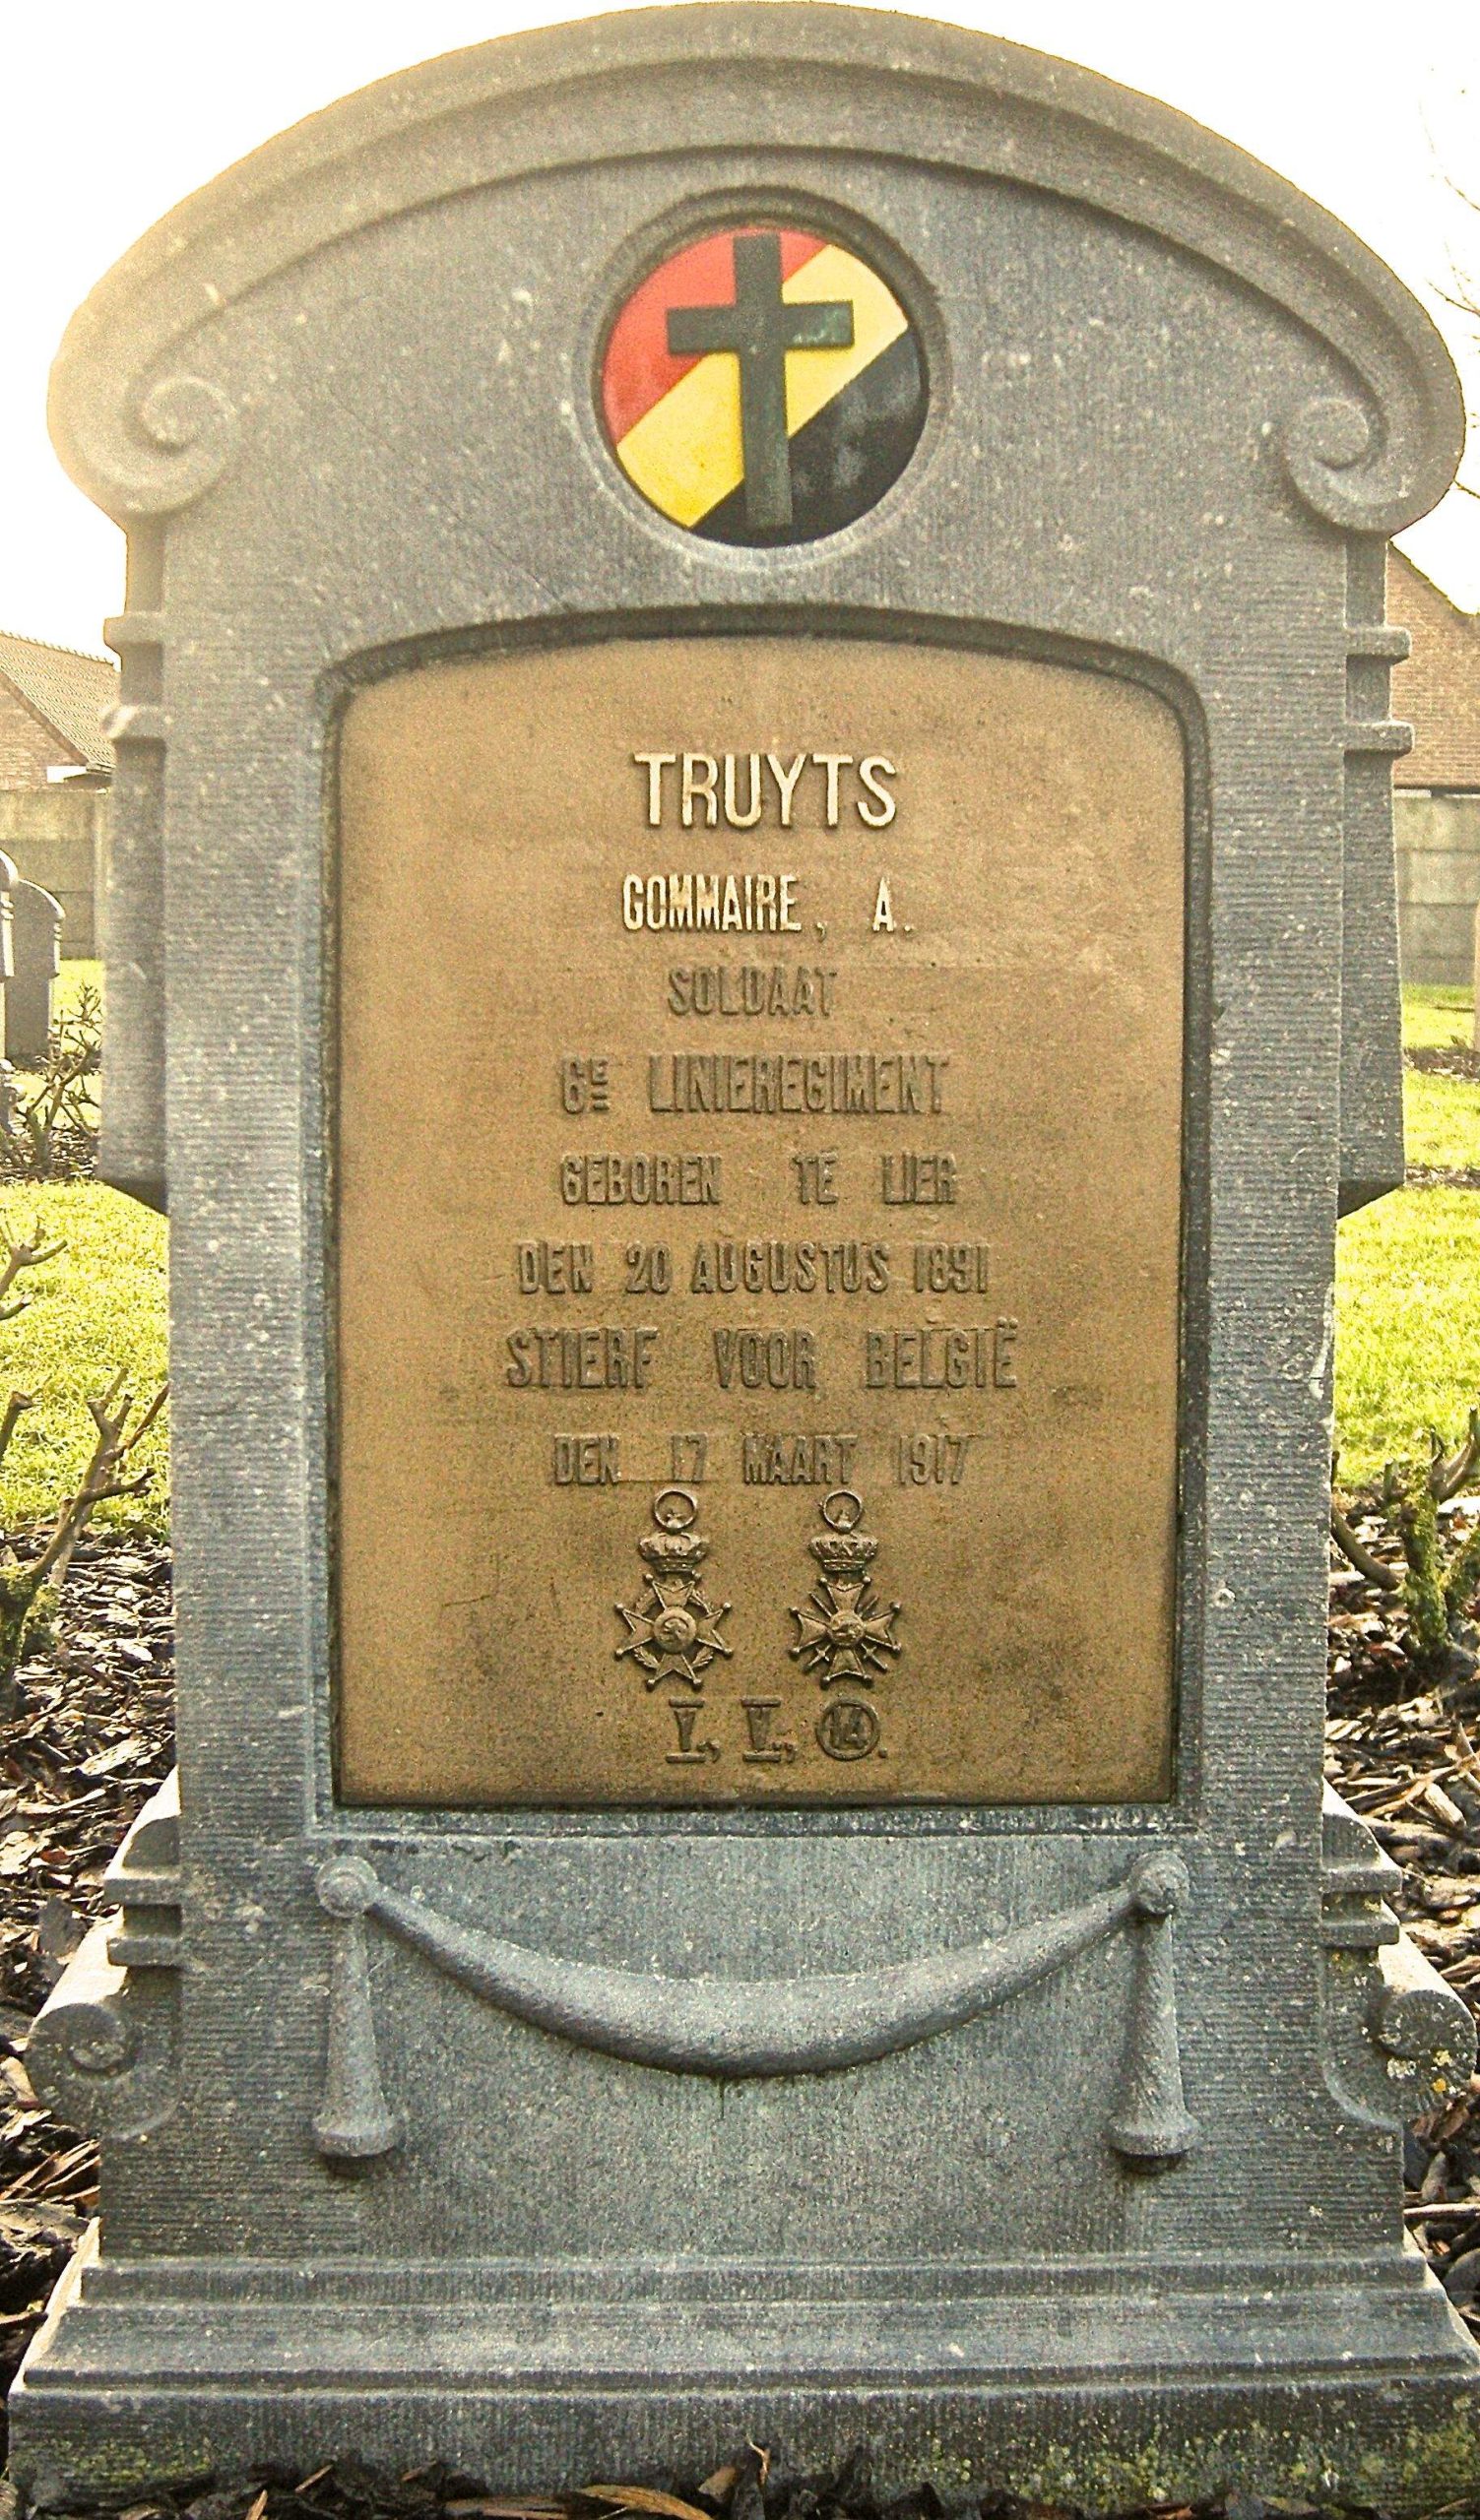 TRUYTS
GOMMAIRE, A.
SOLDAAT
6E LINIEREGIMENT
GEBOREN TE LIER
DEN 20 AUGUSTUS 1891
STIERF VOOR BELGIË
DEN 17 MAART 1917
14